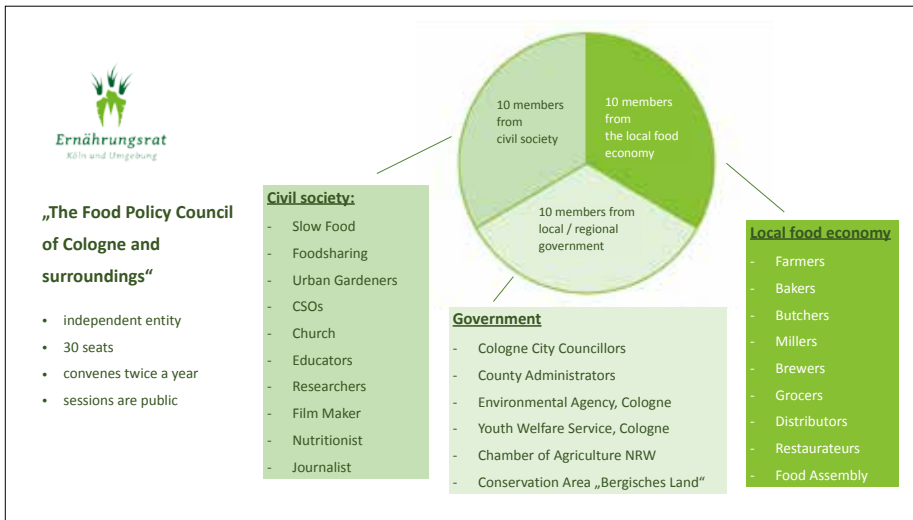 Ernährungsrat
Köln und Umgebung
„The Food Policy Council
of Cologne and
surroundings“
• independent entity
• 30 seats
• convenes twice a year
• sessions are public
10 members
from
civil society
10 members
from
the local food
economy
10 members from
local / regional
government
Civil society:
- Slow Food
- Foodsharing
- Urban Gardeners
- CSOs
- Church
- Educators
- Researchers
- Film Maker
- Nutritionist
- Journalist
Government
- Cologne City Councillors
- County Administrators
- Environmental Agency, Cologne
- Youth Welfare Service, Cologne
- Chamber of Agriculture NRW
- Conservation Area „Bergisches Land“
Local food economy
- Farmers
- Bakers
- Butchers
- Millers
- Brewers
- Grocers
- Distributors
- Restaurateurs
- Food Assembly